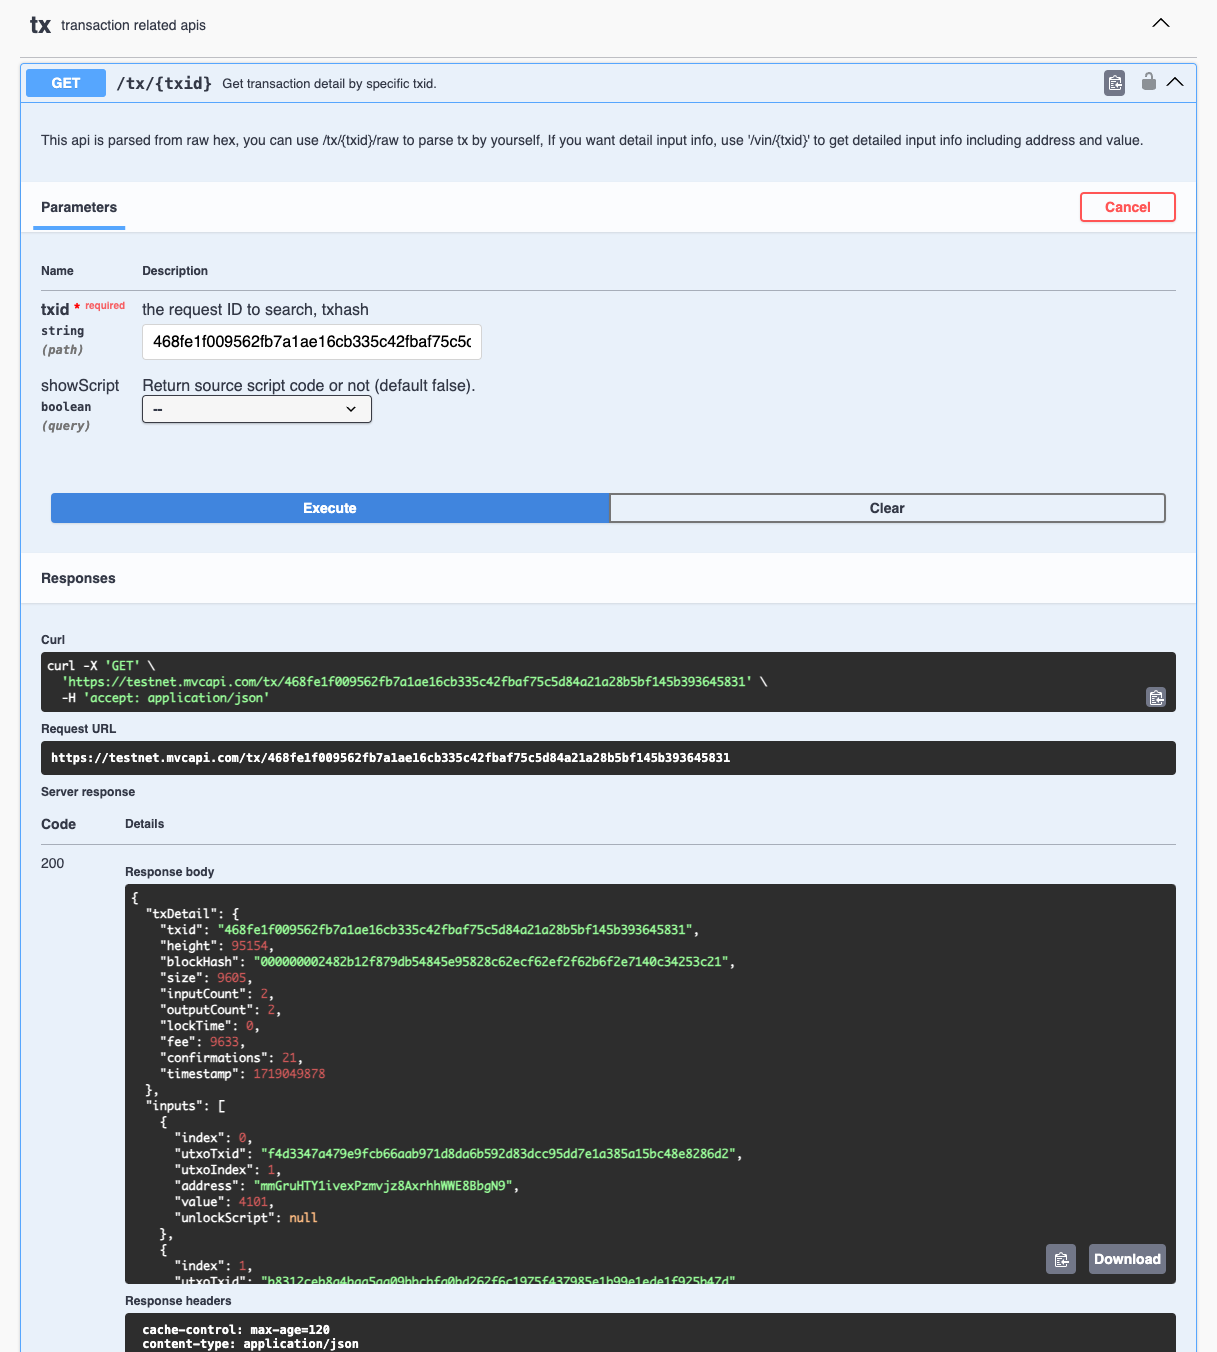 tx transaction related apis
GET /tx/{txid} Get transaction detail by specific txid.
This api is parsed from raw hex, you can use /tx/{txid}/raw to parse tx by yourself, If you want detail input info, use '/vin/{txid}' to get detailed input info including address and value.
Parameters
Cancel
Name Description
txid * required the request ID to search, txhash
string
468fe1f009562fb7a1ae16cb335c42fbaf75c5c
(path)
showScript Return source script code or not (default false).
boolean
--
(query)
Execute
Clear
Responses
Curl
curl -X 'GET' \
'https://testnet.mvcapi.com/tx/468fe1f009562fb7a1ae16cb335c42fbaf75c5d84a21a28b5bf145b393645831' \
-H 'accept: application/json'
Request URL
https://testnet.mvcapi.com/tx/468fe1f009562fb7a1ae16cb335c42fbaf75c5d84a21a28b5bf145b393645831
Server response
Code Details
200
Response body
{
"txDetail": {
"txid": "468fe1f009562fb7a1ae16cb335c42fbaf75c5d84a21a28b5bf145b393645831",
"height": 95154,
"blockHash": "000000002482b12f879db54845e95828c62ecf62ef2f62b6f2e7140c34253c21",
"size": 9605,
"inputCount": 2,
"outputCount": 2,
"lockTime": 0,
"fee": 9633,
"confirmations": 21,
"timestamp": 1719049878
},
"inputs": [
{
"index": 0,
"utxoTxid": "f4d3347a479e9fcb66aab971d8da6b592d83dcc95dd7e1a385a15bc48e8286d2",
"utxoIndex": 1,
"address": "mmGruHTY1ivexPzmvjz8AxrhhWWE8BbgN9",
"value": 4101,
"unlockScript": null
},
{
"index": 1,
"utxoTxid":
Download
Response headers
cache-control: max-age=120
content-type: application/json